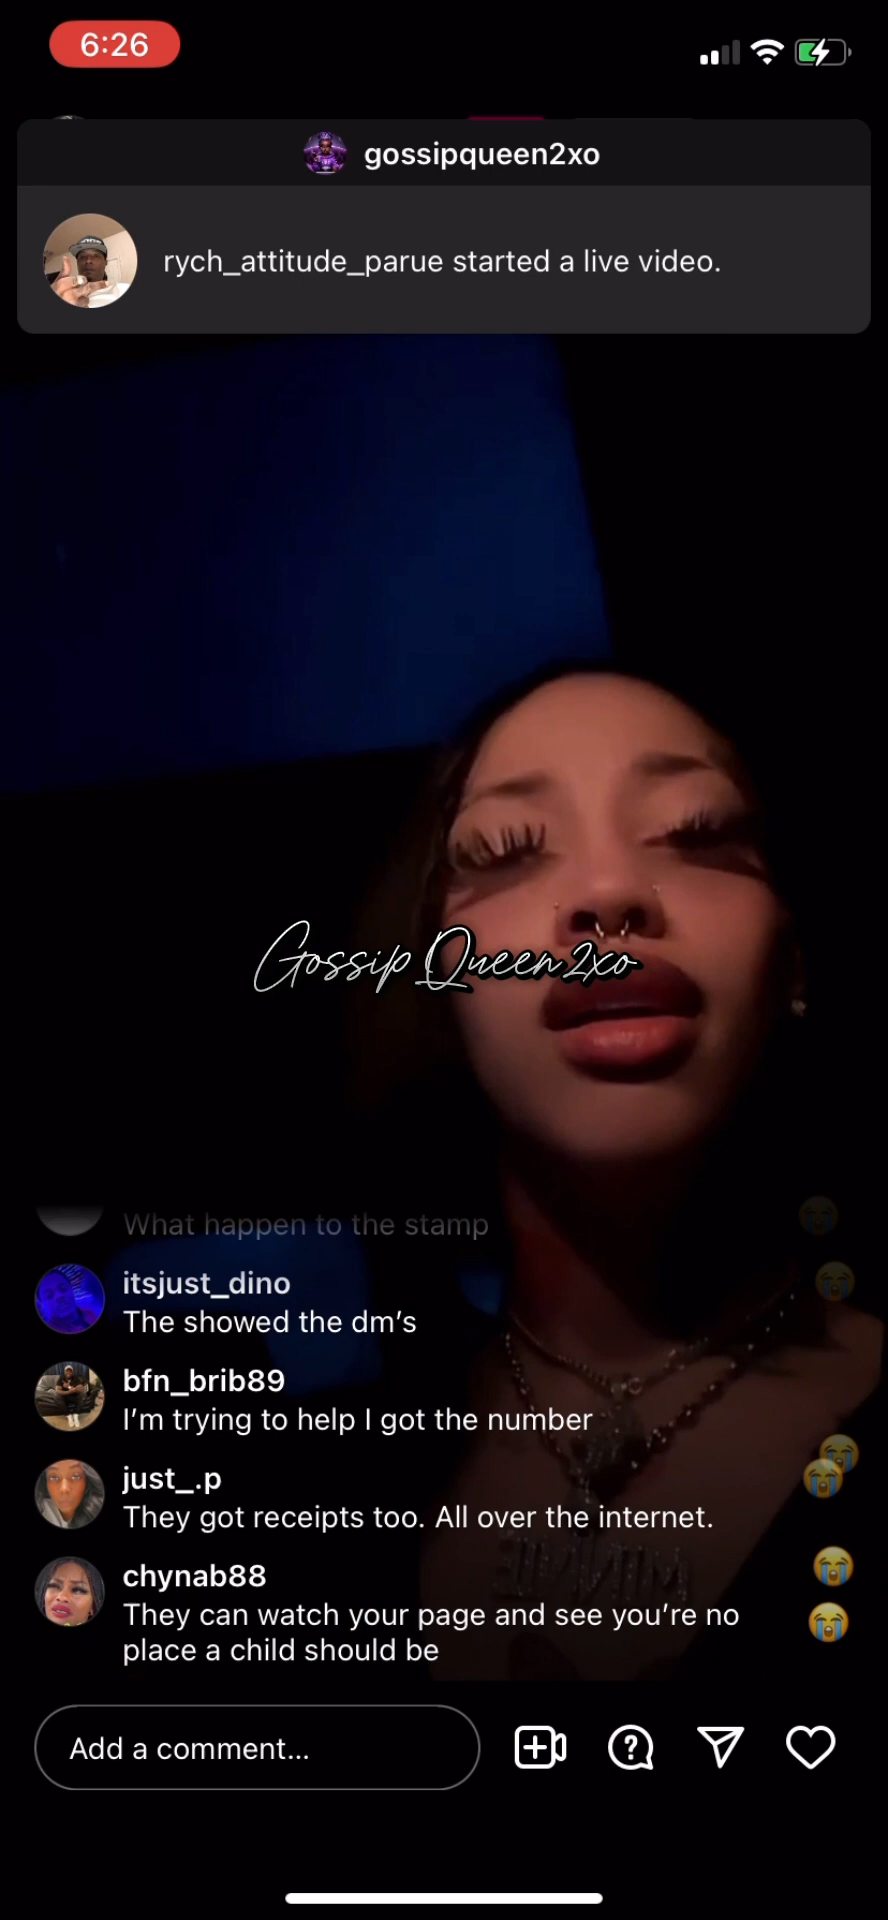 6:26
gossipqueen2xo
rych_attitude_parue started a live video.
Gossip Queen 2xo
What happen to the stamp
itsjust_dino
The showed the dm's
bfn_brib89
I'm trying to help I got the number
just_.p
They got receipts too. All over the internet.
chynab88
They can watch your page and see you're no
place a child should be
Add a comment...